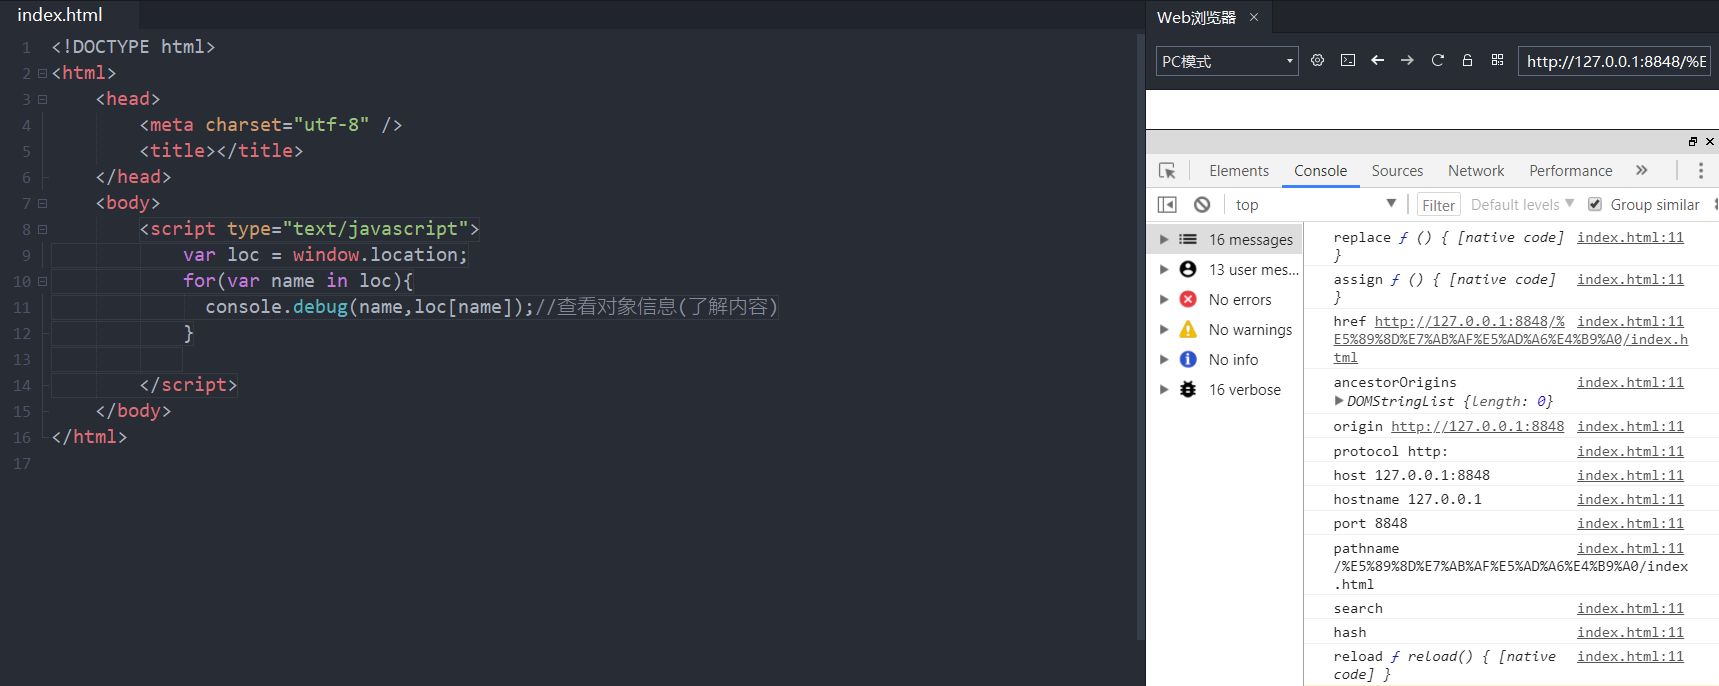 index.html
1 <!DOCTYPE html>
2 <html>
3 <head>
4 <meta charset="utf-8" />
5 <title></title>
6 </head>
7 <body>
8 <script type="text/javascript">
9 var loc = window.location;
10 for(var name in loc){
11 console.debug(name,loc[name]);//查看对象信息(了解内容)
12 }
13
14 </script>
15 </body>
16 </html>
17
Web浏览器
PC模式
http://127.0.0.1:8848/%E
Elements Console Sources Network Performance
top Filter Default levels Group similar
16 messages
13 user mes...
No errors
No warnings
No info
16 verbose
replace ƒ () { [native code] index.html:11
}
assign ƒ () { [native code] index.html:11
}
href http://127.0.0.1:8848/% index.html:11
E5%89%8D%E7%AB%AF%E5%AD%A6%E4%B9%A0/index.h
tml
ancestorOrigins index.html:11
DOMStringList {length: 0}
origin http://127.0.0.1:8848 index.html:11
protocol http: index.html:11
host 127.0.0.1:8848 index.html:11
hostname 127.0.0.1 index.html:11
port 8848 index.html:11
pathname index.html:11
/%E5%89%8D%E7%AB%AF%E5%AD%A6%E4%B9%A0/index
.html
search index.html:11
hash index.html:11
reload ƒ reload() { [native index.html:11
code] }